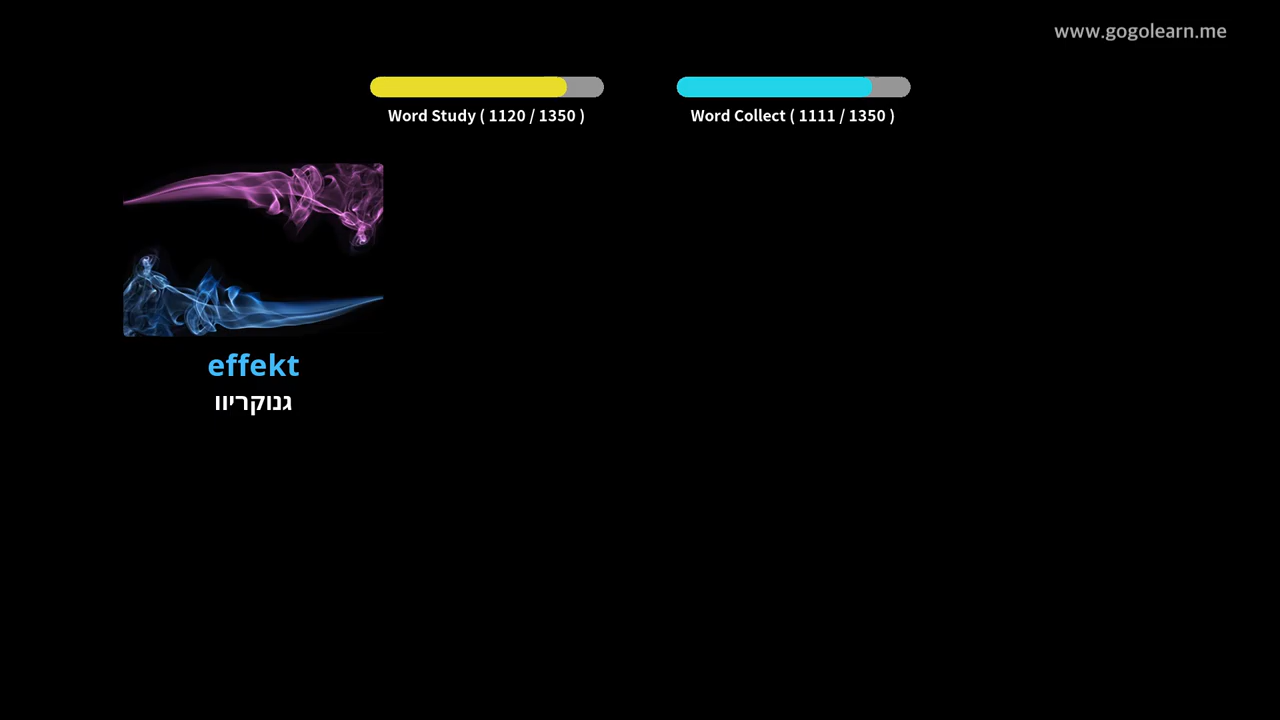 www.gogolearn.me
Word Study ( 1120 / 1350 )
Word Collect ( 1111 / 1350 )
effekt
גנוקריוו